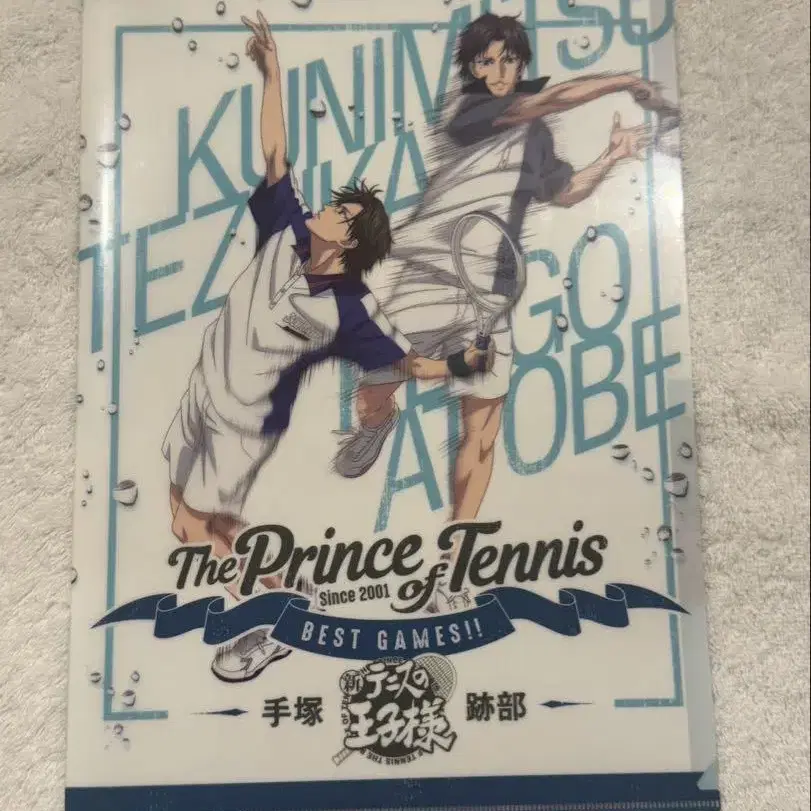 KUNIMITSU
TEZUKA
GO
ATOBE
The Prince of Tennis
Since 2001
BEST GAMES!!
手塚
新テニスの王子様
跡部